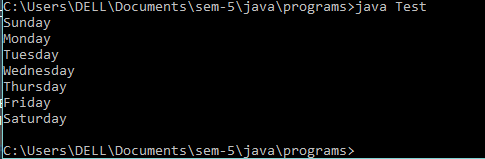 C:\Users\DELL\Documents\sem-5\java\programs>java Test
Sunday
Monday
Tuesday
Wednesday
Thursday
Friday
Saturday
C:\Users\DELL\Documents\sem-5\java\programs>